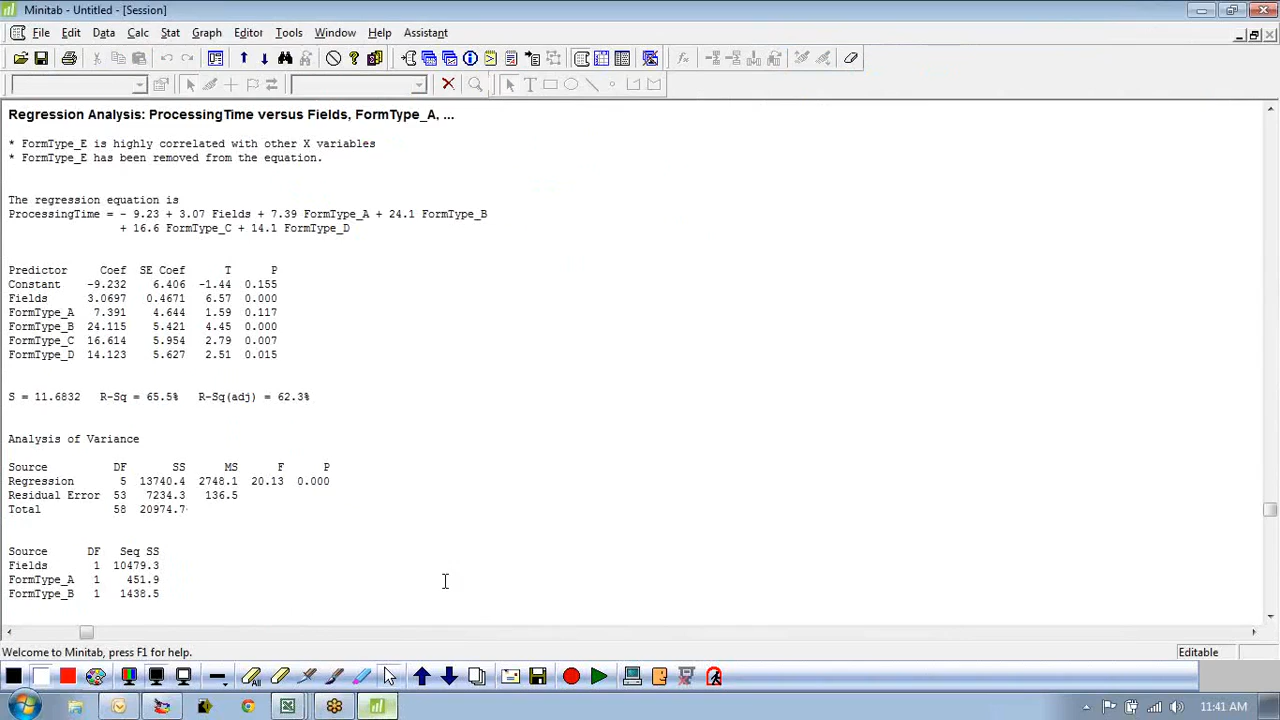 Minitab - Untitled - [Session]
File Edit Data Calc Stat Graph Editor Tools Window Help Assistant
Regression Analysis: ProcessingTime versus Fields, FormType_A, ...
* FormType_E is highly correlated with other X variables
* FormType_E has been removed from the equation.
The regression equation is
ProcessingTime = - 9.23 + 3.07 Fields + 7.39 FormType_A + 24.1 FormType_B
+ 16.6 FormType_C + 14.1 FormType_D
Predictor Coef SE Coef T P
Constant -9.232 6.406 -1.44 0.155
Fields 3.0697 0.4671 6.57 0.000
FormType_A 7.391 4.644 1.59 0.117
FormType_B 24.115 5.421 4.45 0.000
FormType_C 16.614 5.954 2.79 0.007
FormType_D 14.123 5.627 2.51 0.015
S = 11.6832 R-Sq = 65.5% R-Sq(adj) = 62.3%
Analysis of Variance
Source DF SS MS F P
Regression 5 13740.4 2748.1 20.13 0.000
Residual Error 53 7234.3 136.5
Total 58 20974.7
Source DF Seq SS
Fields 1 10479.3
FormType_A 1 451.9
FormType_B 1 1438.5
Welcome to Minitab, press F1 for help.
Editable
11:41 AM